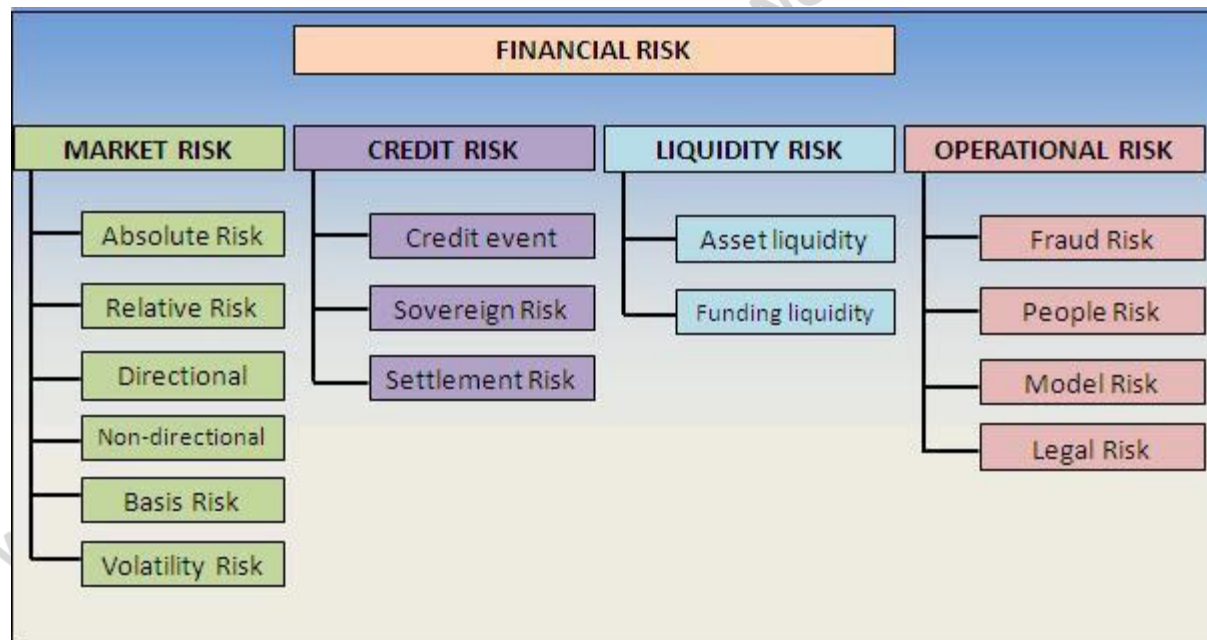 FINANCIAL RISK
MARKET RISK
Absolute Risk
Relative Risk
Directional
Non-directional
Basis Risk
Volatility Risk
CREDIT RISK
Credit event
Sovereign Risk
Settlement Risk
LIQUIDITY RISK
Asset liquidity
Funding liquidity
OPERATIONAL RISK
Fraud Risk
People Risk
Model Risk
Legal Risk